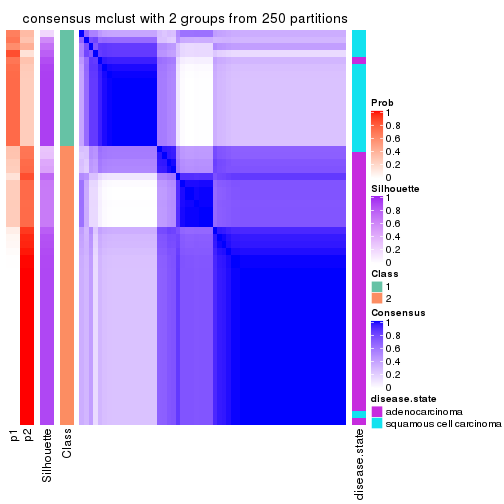 consensus mclust with 2 groups from 250 partitions
Prob
1
0.8
0.6
0.4
0.2
0
Silhouette
1
0.8
0.6
0.4
0.2
0
Class
1
2
Consensus
1
0.8
0.6
0.4
0.2
0
disease.state
adenocarcinoma
squamous cell carcinoma
p1
p2
Silhouette
Class
disease.state